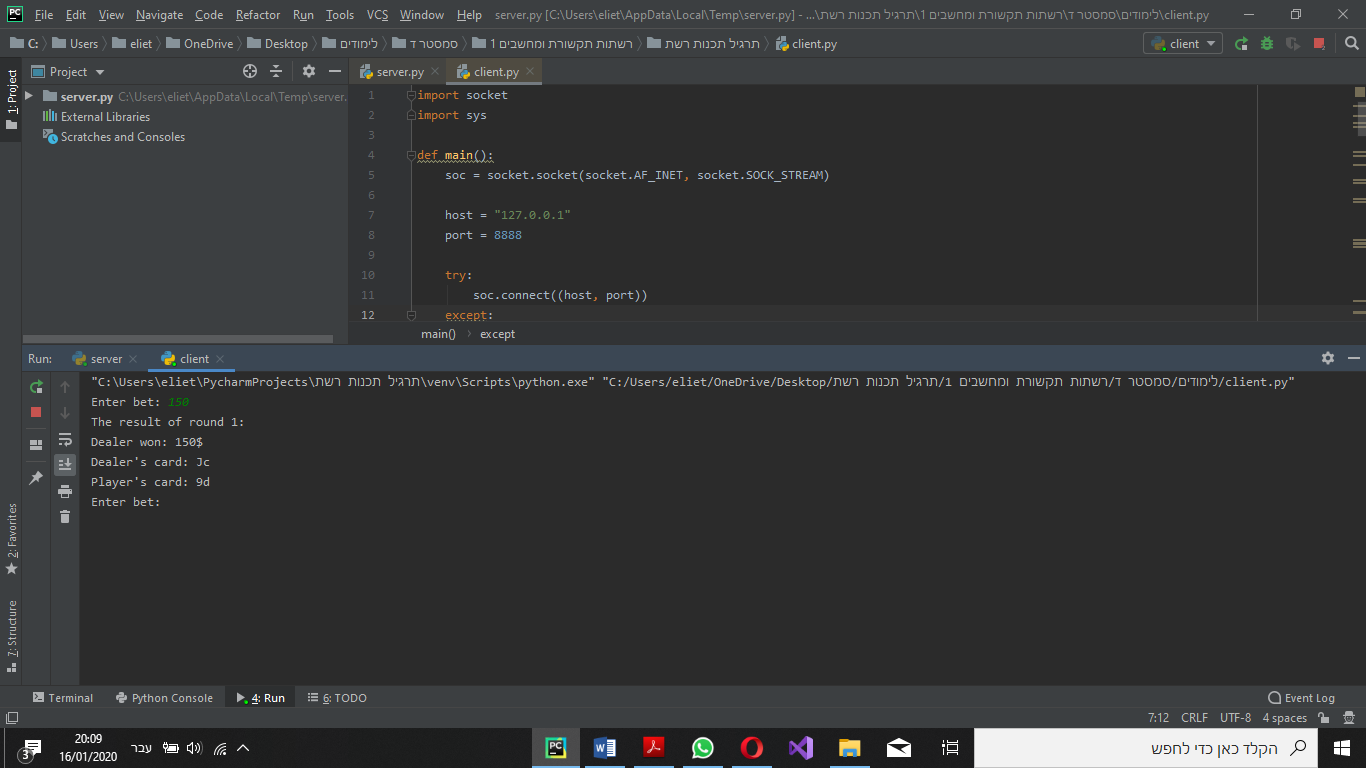 File Edit View Navigate Code Refactor Run Tools VCS Window Help server.py [C:\Users\eliet\AppData\Local\Temp\server.py] - ...\לימודים\סמסטר ד\רשתות תקשורת ומחשבים 1\תרגיל תכנות רשת\client.py
C: Users eliet OneDrive Desktop לימודים סמסטר ד רשתות תקשורת ומחשבים 1 תרגיל תכנות רשת client.py client
1: Project
Project
server.py C:\Users\eliet\AppData\Local\Temp\server.
External Libraries
Scratches and Consoles
server.py client.py
1 import socket
2 import sys
3
4 def main():
5 soc = socket.socket(socket.AF_INET, socket.SOCK_STREAM)
6
7 host = "127.0.0.1"
8 port = 8888
9
10 try:
11 soc.connect((host, port))
12 except:
main() except
Run: server client
"C:\Users\eliet\PycharmProjects\תרגיל תכנות רשת\venv\Scripts\python.exe" "C:/Users/eliet/OneDrive/Desktop/לימודים/סמסטר ד/רשתות תקשורת ומחשבים 1/תרגיל תכנות רשת/client.py"
Enter bet: 150
The result of round 1:
Dealer won: 150$
Dealer's card: Jc
Player's card: 9d
Enter bet:
2: Favorites
7: Structure
Terminal Python Console 4: Run 6: TODO Event Log
7:12 CRLF UTF-8 4 spaces
3
20:09
16/01/2020
עבר
PC
W
הקלד כאן כדי לחפש